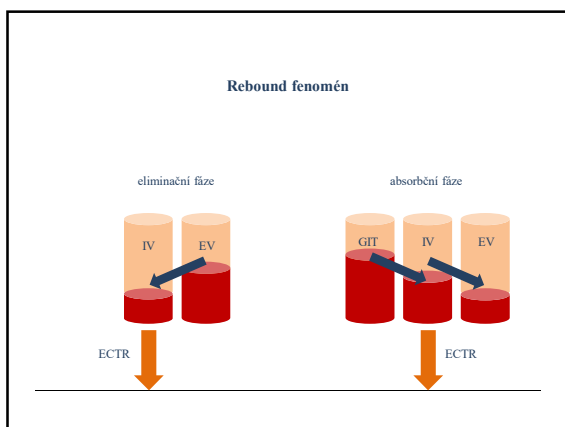 Rebound fenomén
eliminační fáze
absorbční fáze
IV
EV
GIT
IV
EV
ECTR
ECTR